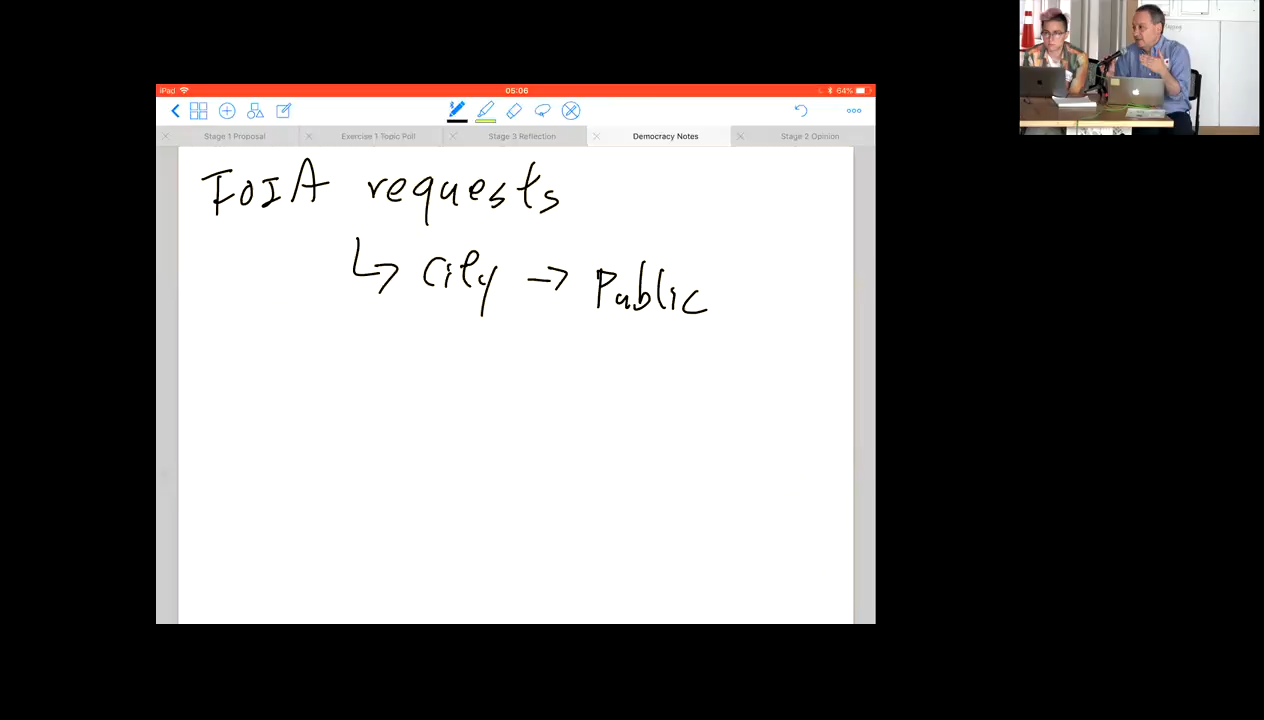 iPad 05:06 64%
Stage 1 Proposal Exercise 1 Topic Poll Stage 3 Reflection Democracy Notes Stage 2 Opinion
FOIA requests
↳ City → Public